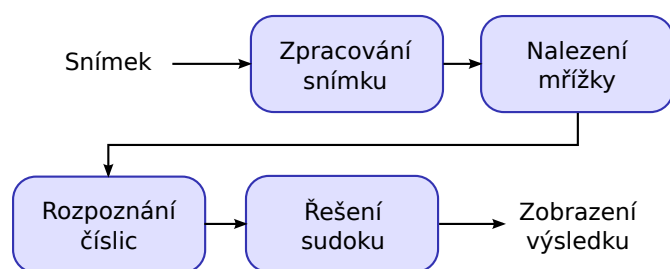 Snímek
Zpracování
snímku
Nalezení
mřížky
Rozpoznání
číslic
Řešení
sudoku
Zobrazení
výsledku